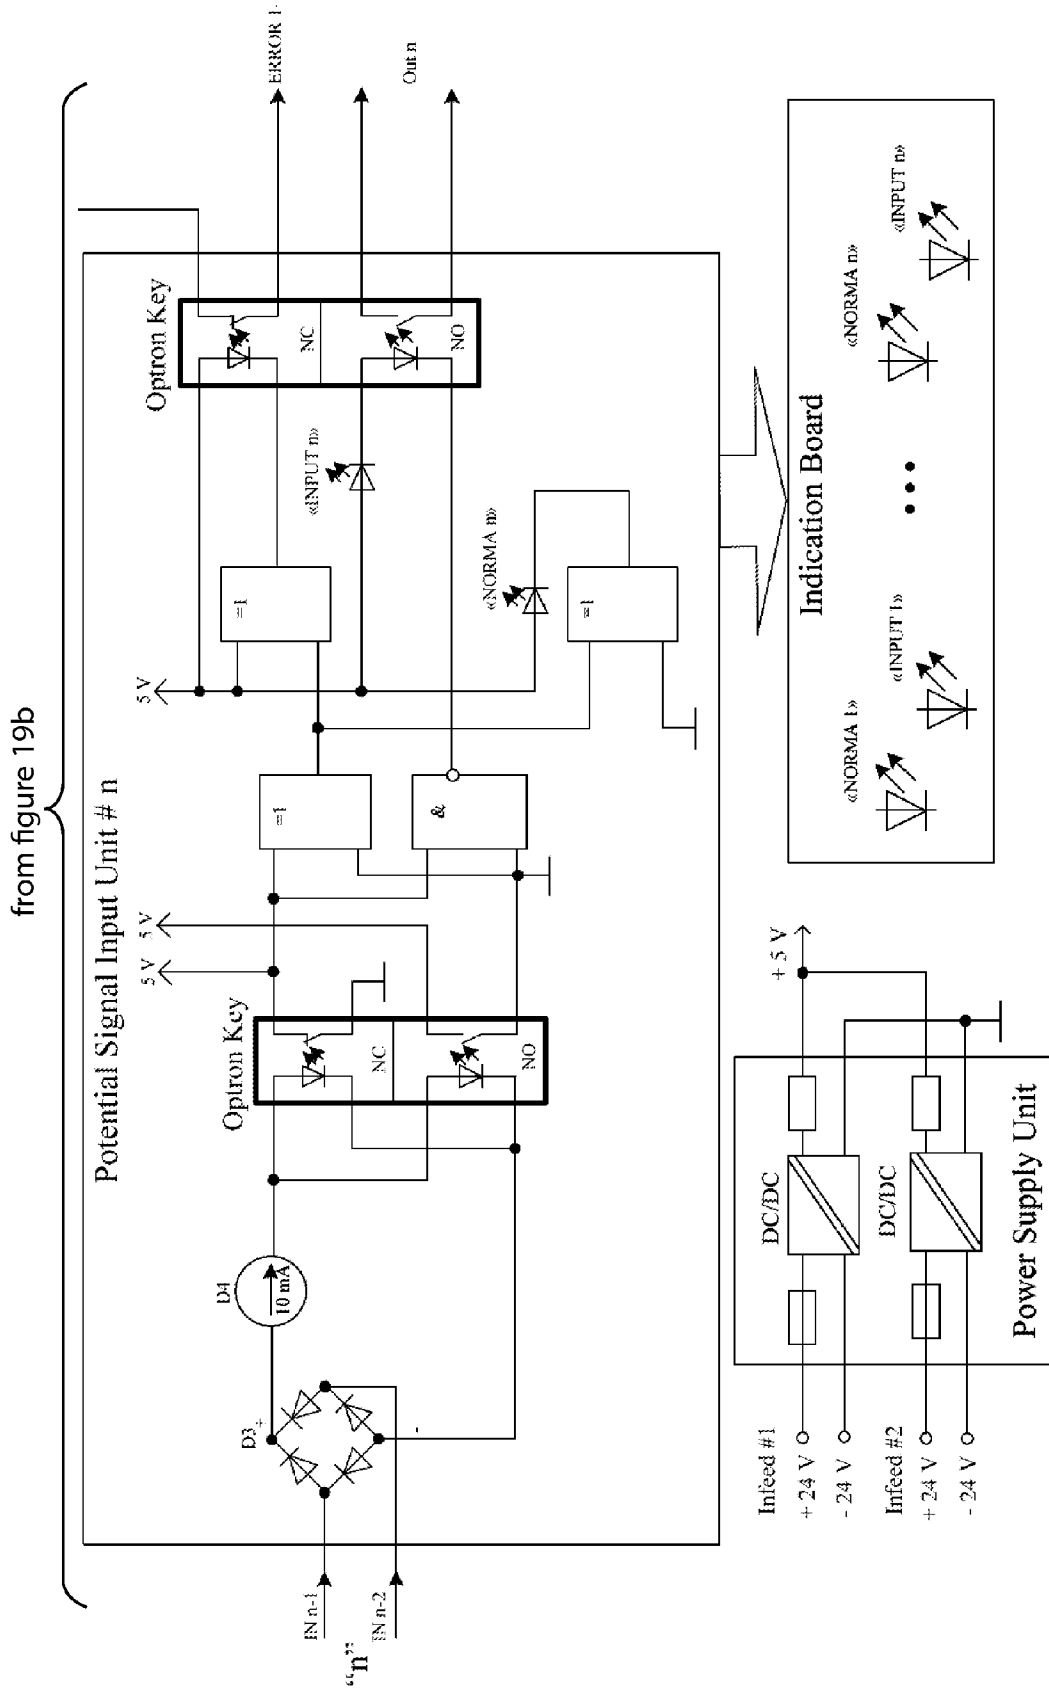 from figure 19b
Potential Signal Input Unit # n
"n"
IN n-1
IN n-2
D3
+
-
D4
10 mA
Optron Key
NC
NO
5 V
5 V
=1
&
5 V
=1
=1
«INPUT n»
«NORMA n»
Optron Key
NC
NO
ERROR 1-
Out n
Infeed #1
+ 24 V
- 24 V
Infeed #2
+ 24 V
- 24 V
DC/DC
DC/DC
+ 5 V
Power Supply Unit
Indication Board
«NORMA 1»
«INPUT 1»
«NORMA n»
«INPUT n»